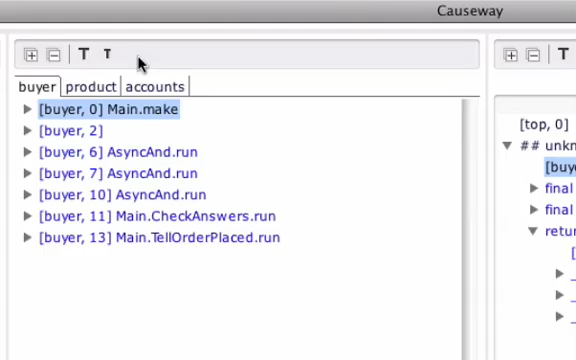 Causeway
T T
T
buyer product accounts
[buyer, 0] Main.make
[buyer, 2]
[buyer, 6] AsyncAnd.run
[buyer, 7] AsyncAnd.run
[buyer, 10] AsyncAnd.run
[buyer, 11] Main.CheckAnswers.run
[buyer, 13] Main.TellOrderPlaced.run
[top, 0]
## unkn
[buye
final
final
retur
[
_
_
_